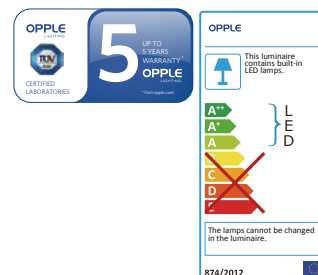 OPPLE
LIGHTING
TÜV
CERTIFIED
LABORATORIES
5
UP TO
5 YEARS
WARRANTY*
OPPLE
LIGHTING
*Visit opple.com
OPPLE
This luminaire
contains built-in
LED lamps.
A++
A+
A
C
D
E
L
E
D
The lamps cannot be changed
in the luminaire.
874/2012